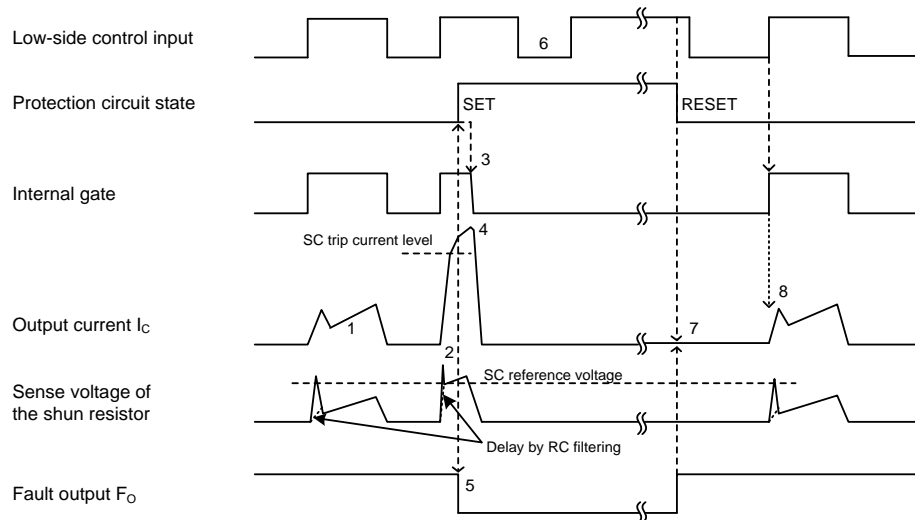 Low-side control input
6
Protection circuit state
SET
RESET
3
Internal gate
4
SC trip current level
8
Output current IC
1
7
2
SC reference voltage
Sense voltage of
the shun resistor
Delay by RC filtering
5
Fault output FO